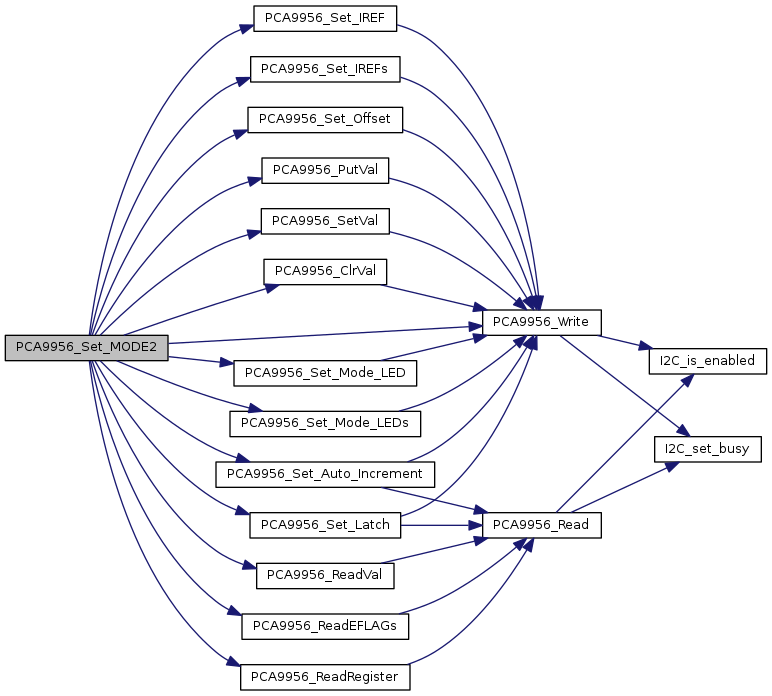 PCA9956_Set_IREF
PCA9956_Set_IREFs
PCA9956_Set_Offset
PCA9956_PutVal
PCA9956_SetVal
PCA9956_ClrVal
PCA9956_Write
PCA9956_Set_MODE2
I2C_is_enabled
PCA9956_Set_Mode_LED
PCA9956_Set_Mode_LEDs
I2C_set_busy
PCA9956_Set_Auto_Increment
PCA9956_Set_Latch
PCA9956_Read
PCA9956_ReadVal
PCA9956_ReadEFLAGs
PCA9956_ReadRegister